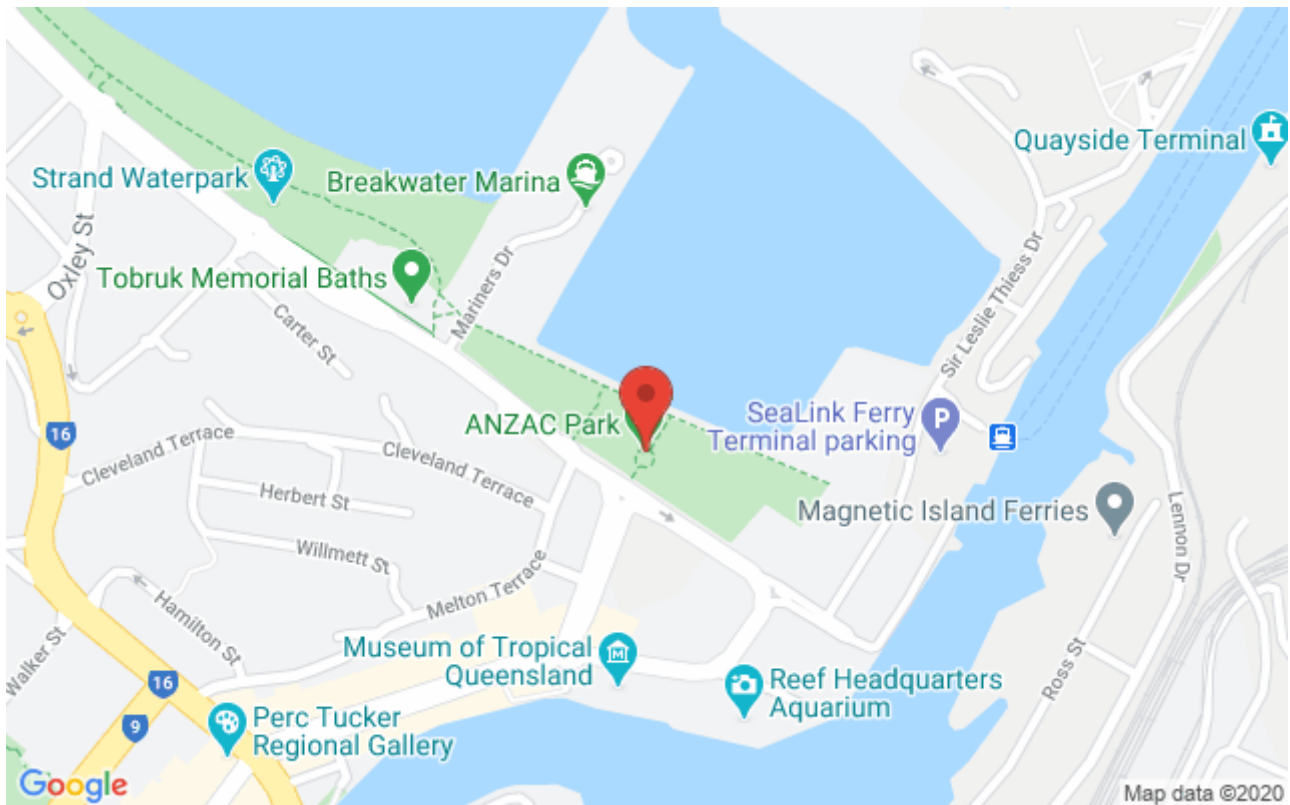 Quayside Terminal
Strand Waterpark
Breakwater Marina
Oxley St
Tobruk Memorial Baths
Mariners Dr
Sir Leslie Thiess Dr
Carter St
ANZAC Park
SeaLink Ferry
Terminal parking
P
16
Cleveland Terrace
Cleveland Terrace
Herbert St
Magnetic Island Ferries
Lennon Dr
Willmett St
Melton Terrace
Hamilton St
Walker St
Museum of Tropical
Queensland
M
Ross St
16
Reef Headquarters
Aquarium
9
Perc Tucker
Regional Gallery
Google
Map data ©2020